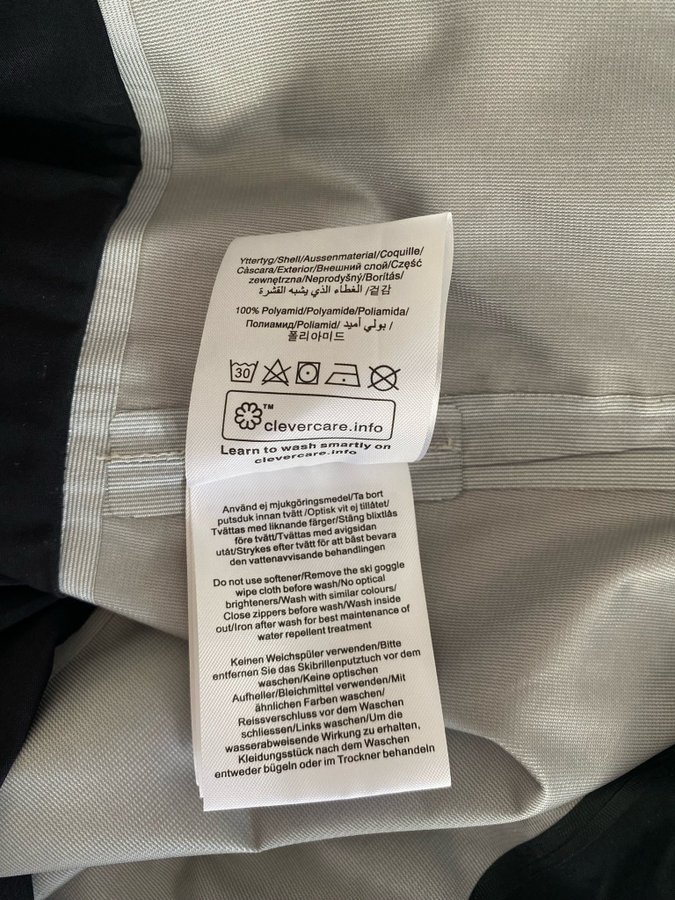 Yttertyg/Shell/Aussenmaterial/Coquille/
Cáscara/Exterior/Внешний слой/Część
zewnętrzna/Neprodyšný/Borítás/
الغطاء الذي يشبه القشرة /겉감
100% Polyamid/Polyamide/Poliamida/
Полиамид/Poliamid/ بولي أميد /
폴리아미드
30
™
clevercare.info
Learn to wash smartly on
clevercare.info
Använd ej mjukgöringsmedel/Ta bort
putsduk innan tvätt/Optisk vit ej tillåtet/
Tvättas med liknande färger/Stäng blixtlås
före tvätt/Tvättas med avigsidan
utåt/Strykes efter tvätt för att bäst bevara
den vattenavvisande behandlingen
Do not use softener/Remove the ski goggle
wipe cloth before wash/No optical
brighteners/Wash with similar colours/
Close zippers before wash/Wash inside
out/Iron after wash for best maintenance of
water repellent treatment
Keinen Weichspüler verwenden/Bitte
entfernen Sie das Skibrillenputztuch vor dem
waschen/Keine optischen
Aufheller/Bleichmittel verwenden/Mit
ähnlichen Farben waschen/
Reissverschluss vor dem Waschen
schliessen/Links waschen/Um die
wasserabweisende Wirkung zu erhalten,
Kleidungsstück nach dem Waschen
entweder bügeln oder im Trockner behandeln